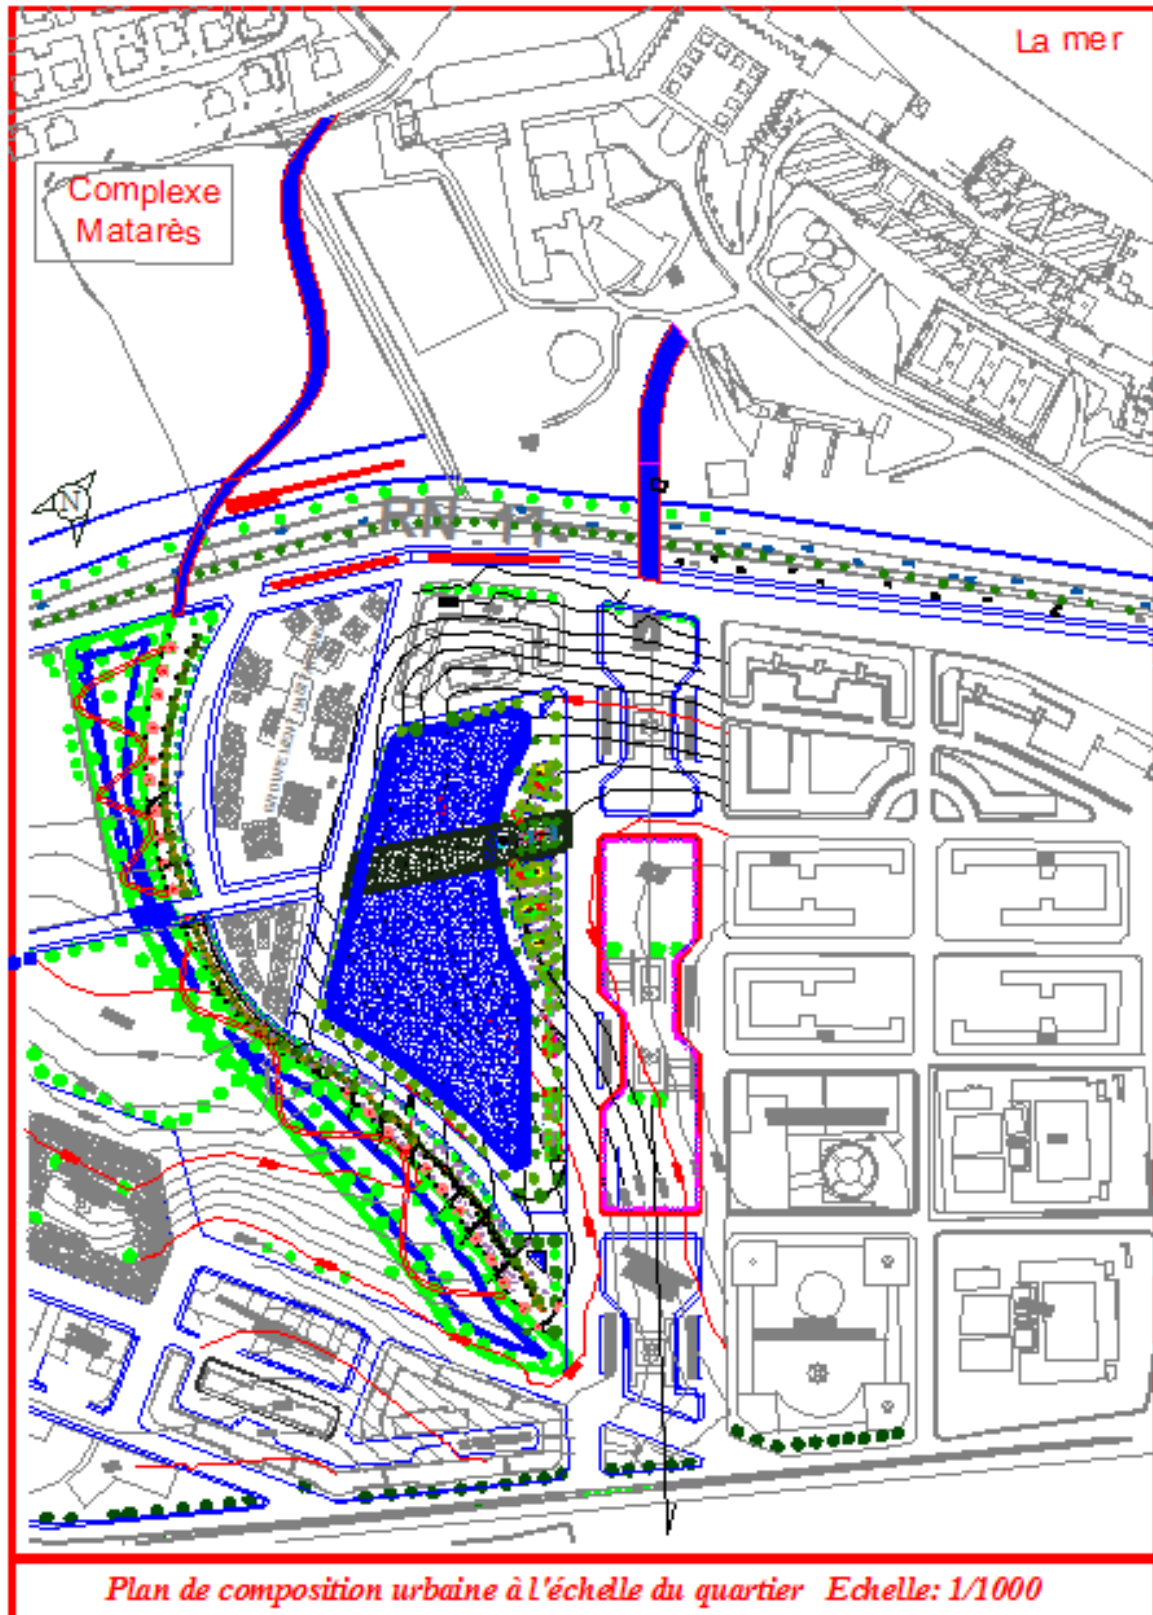 La mer
Complexe
Matarès
N
RN 11
Plan de composition urbaine à l'échelle du quartier Echelle: 1/1000